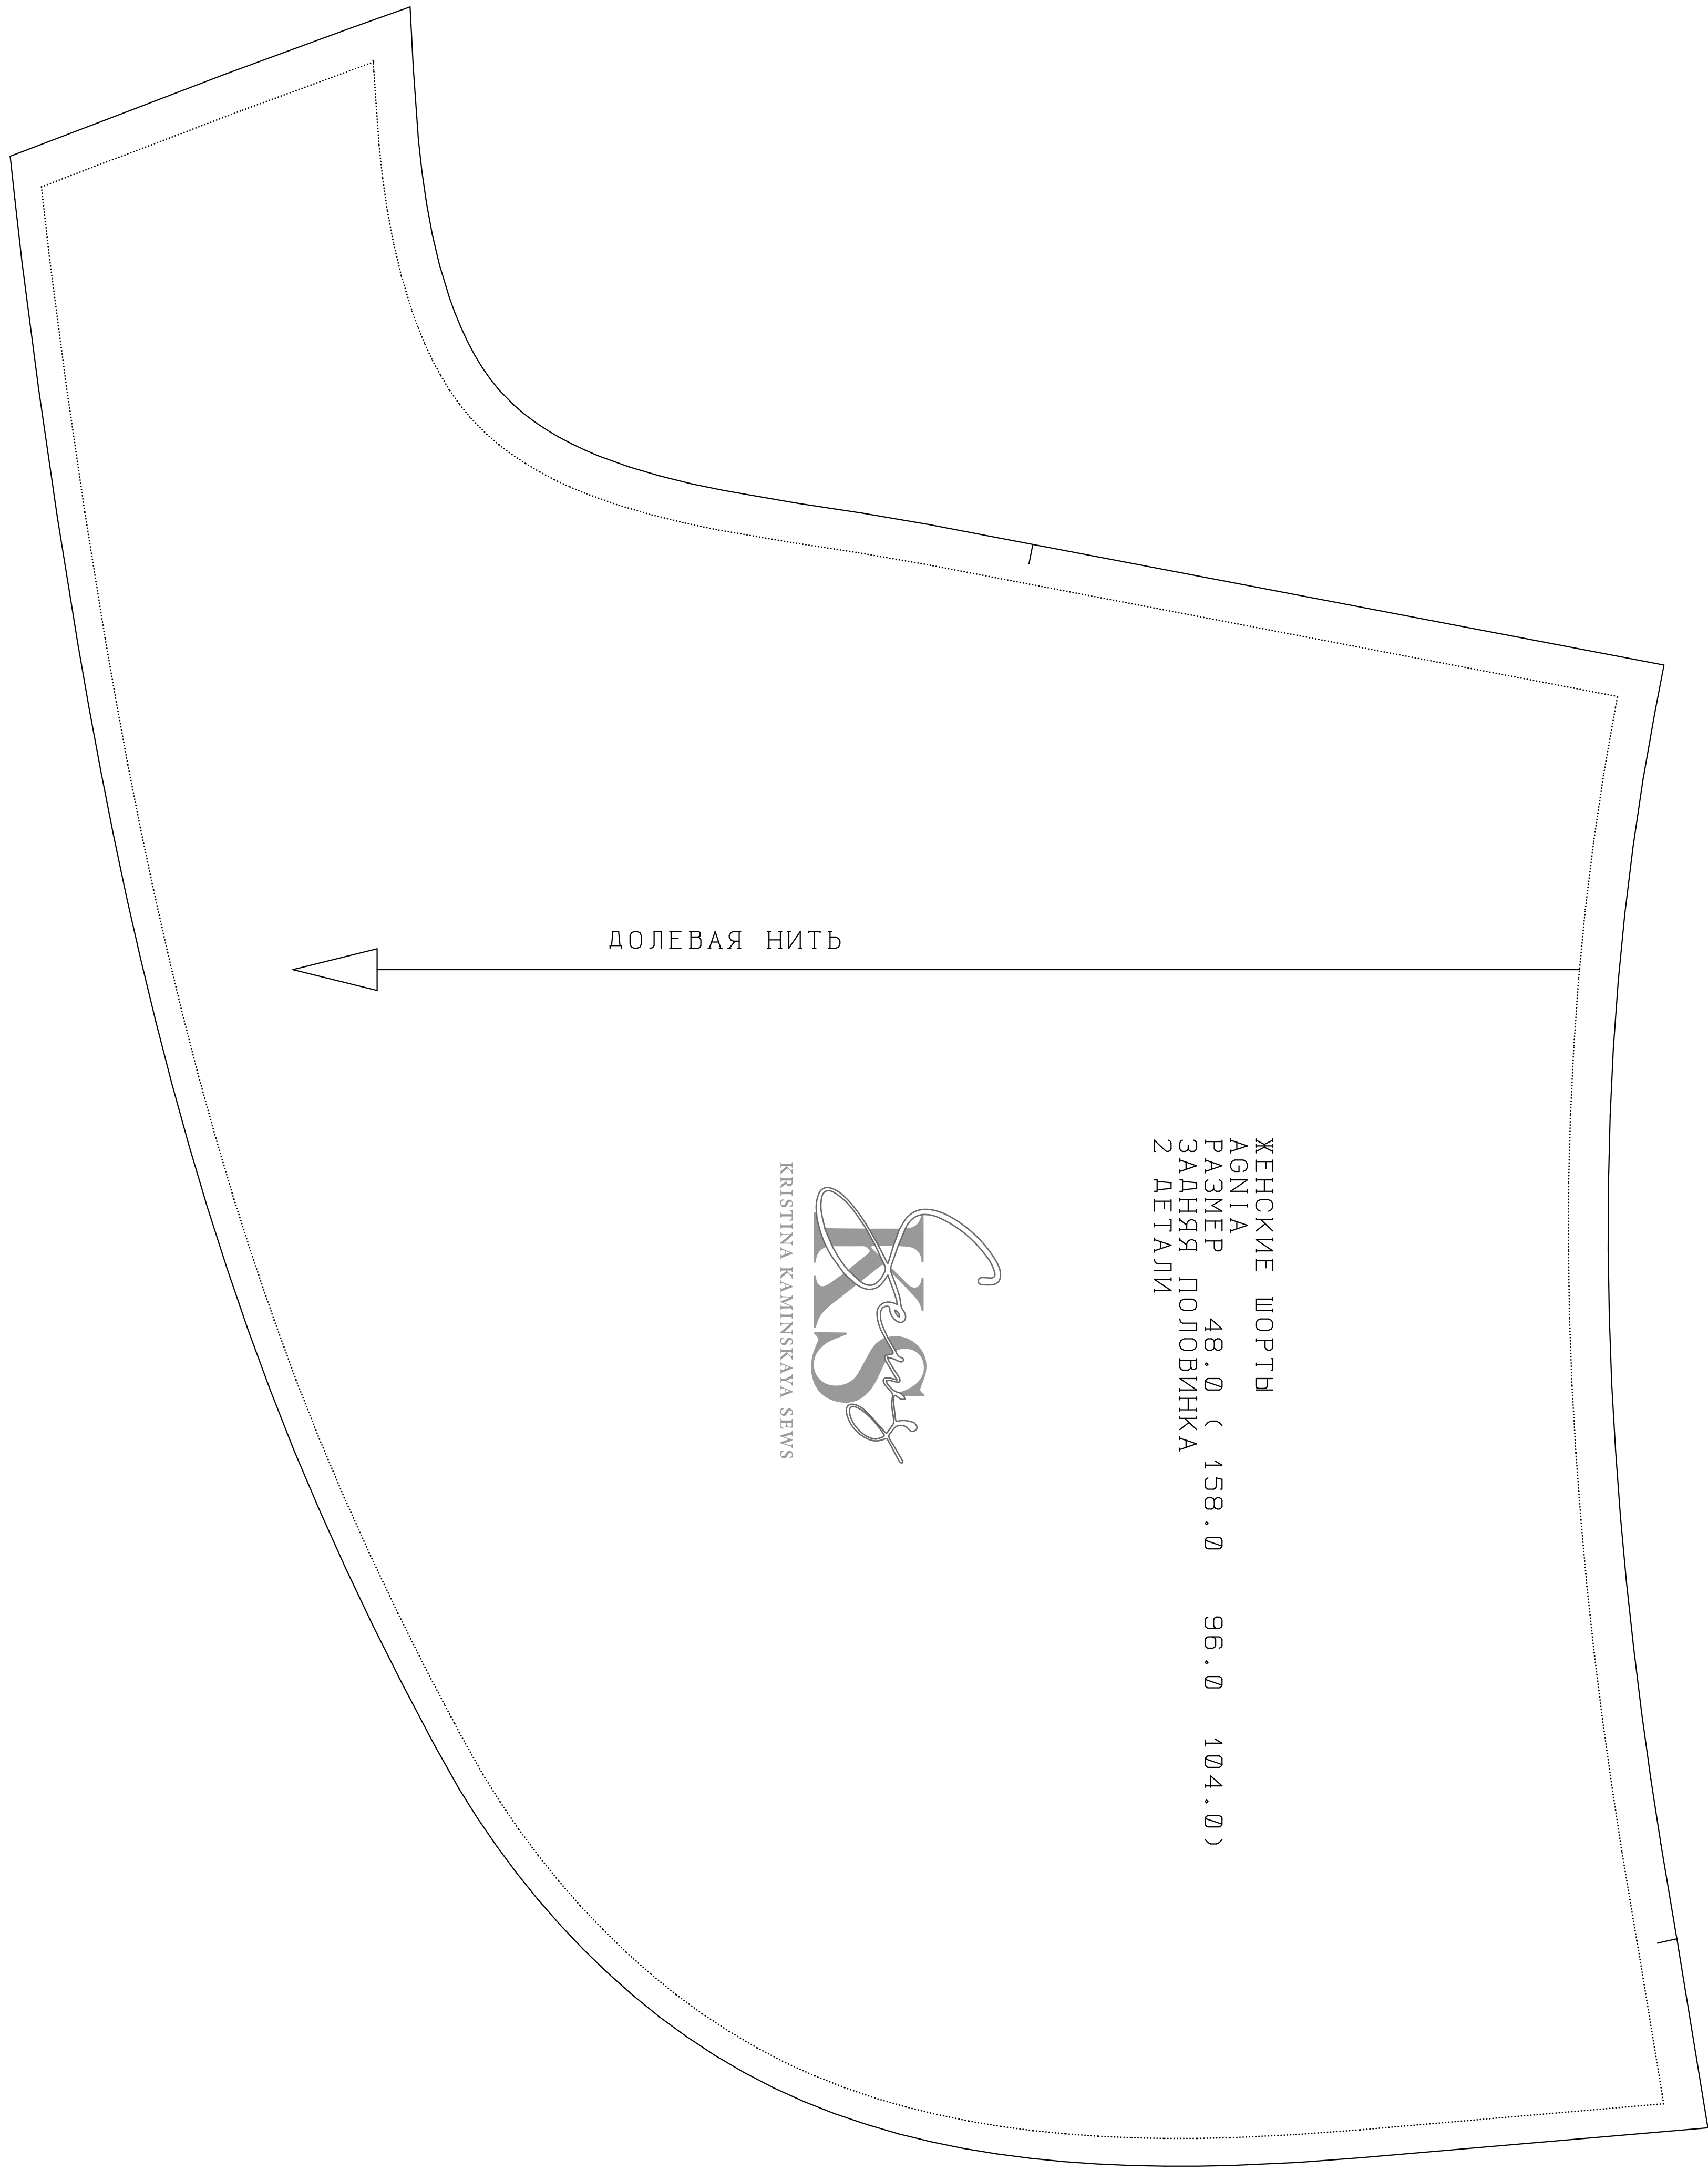 ДОЛЕВАЯ НИТЬ
ЖЕНСКИЕ ШОРТЫ
AGNIA
РАЗМЕР 48.0 ( 158.0 96.0 104.0)
ЗАДНЯЯ ПОЛОВИНКА
2 ДЕТАЛИ
KS
KRISTINA KAMINSKAYA SEWS